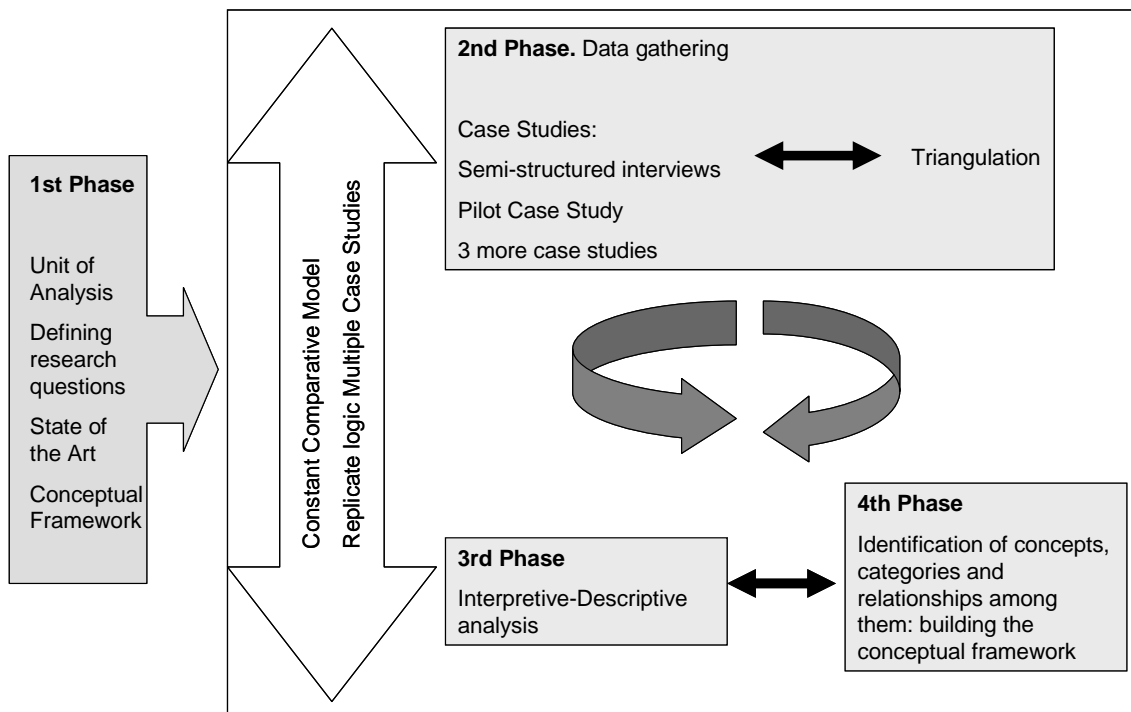 1st Phase
Unit of
Analysis
Defining
research
questions
State of
the Art
Conceptual
Framework
Constant Comparative Model
Replicate logic Multiple Case Studies
2nd Phase. Data gathering
Case Studies:
Semi-structured interviews
Pilot Case Study
3 more case studies
Triangulation
3rd Phase
Interpretive-Descriptive
analysis
4th Phase
Identification of concepts,
categories and
relationships among
them: building the
conceptual framework